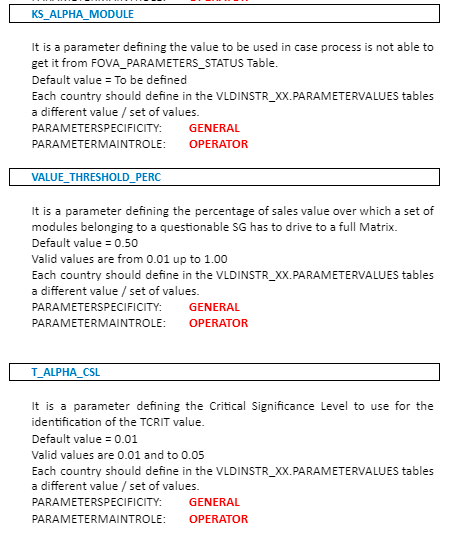 KS_ALPHA_MODULE
It is a parameter defining the value to be used in case process is not able to
get it from FOVA_PARAMETERS_STATUS Table.
Default value = To be defined
Each country should define in the VLDINSTR_XX.PARAMETERVALUES tables
a different value / set of values.
PARAMETERSPECIFICITY: GENERAL
PARAMETERMAINTROLE: OPERATOR
VALUE_THRESHOLD_PERC
It is a parameter defining the percentage of sales value over which a set of
modules belonging to a questionable SG has to drive to a full Matrix.
Default value = 0.50
Valid values are from 0.01 up to 1.00
Each country should define in the VLDINSTR_XX.PARAMETERVALUES tables
a different value / set of values.
PARAMETERSPECIFICITY: GENERAL
PARAMETERMAINTROLE: OPERATOR
T_ALPHA_CSL
It is a parameter defining the Critical Significance Level to use for the
identification of the TCRIT value.
Default value = 0.01
Valid values are 0.01 and to 0.05
Each country should define in the VLDINSTR_XX.PARAMETERVALUES tables
a different value / set of values.
PARAMETERSPECIFICITY: GENERAL
PARAMETERMAINTROLE: OPERATOR